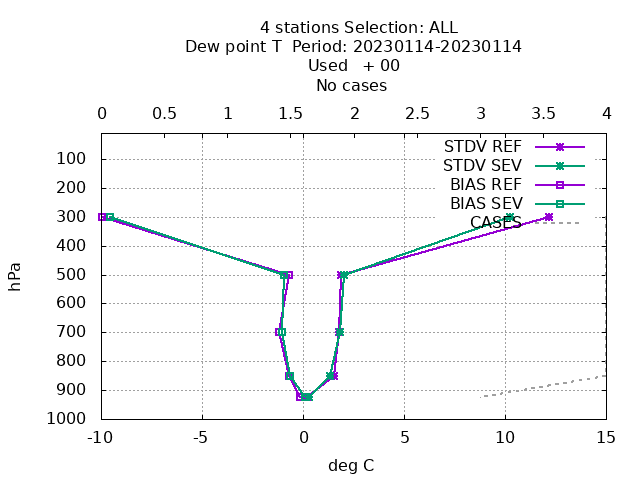 4 stations Selection: ALL
Dew point T  Period: 20230114-20230114
Used   + 00
No cases
0 0.5 1 1.5 2 2.5 3 3.5 4
STDV REF
STDV SEV
BIAS REF
BIAS SEV
CASES
100
200
300
400
500
600
700
800
900
1000
hPa
-10 -5 0 5 10 15
deg C